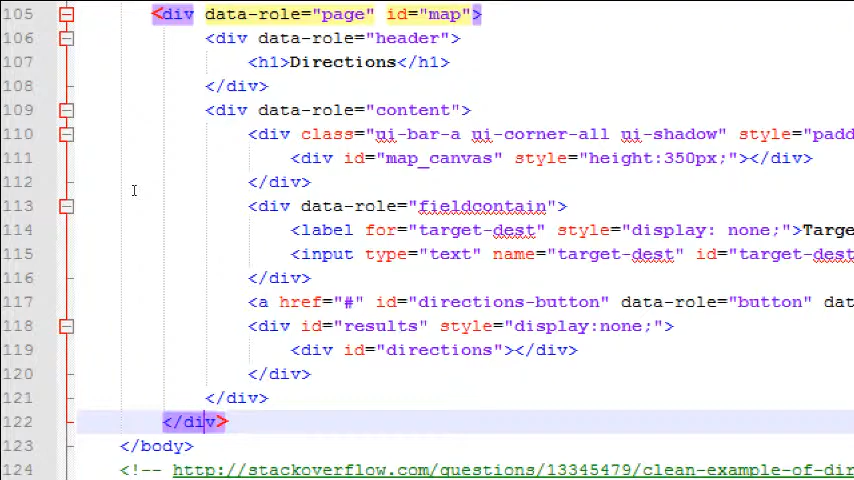 105 <div data-role="page" id="map">
106 <div data-role="header">
107 <h1>Directions</h1>
108 </div>
109 <div data-role="content">
110 <div class="ui-bar-a ui-corner-all ui-shadow" style="padd
111 <div id="map_canvas" style="height:350px;"></div>
112 </div>
113 <div data-role="fieldcontain">
114 <label for="target-dest" style="display: none;">Targe
115 <input type="text" name="target-dest" id="target-dest
116 </div>
117 <a href="#" id="directions-button" data-role="button" dat
118 <div id="results" style="display:none;">
119 <div id="directions"></div>
120 </div>
121 </div>
122 </div>
123 </body>
124 <!-- http://stackoverflow.com/questions/13345479/clean-example-of-dir